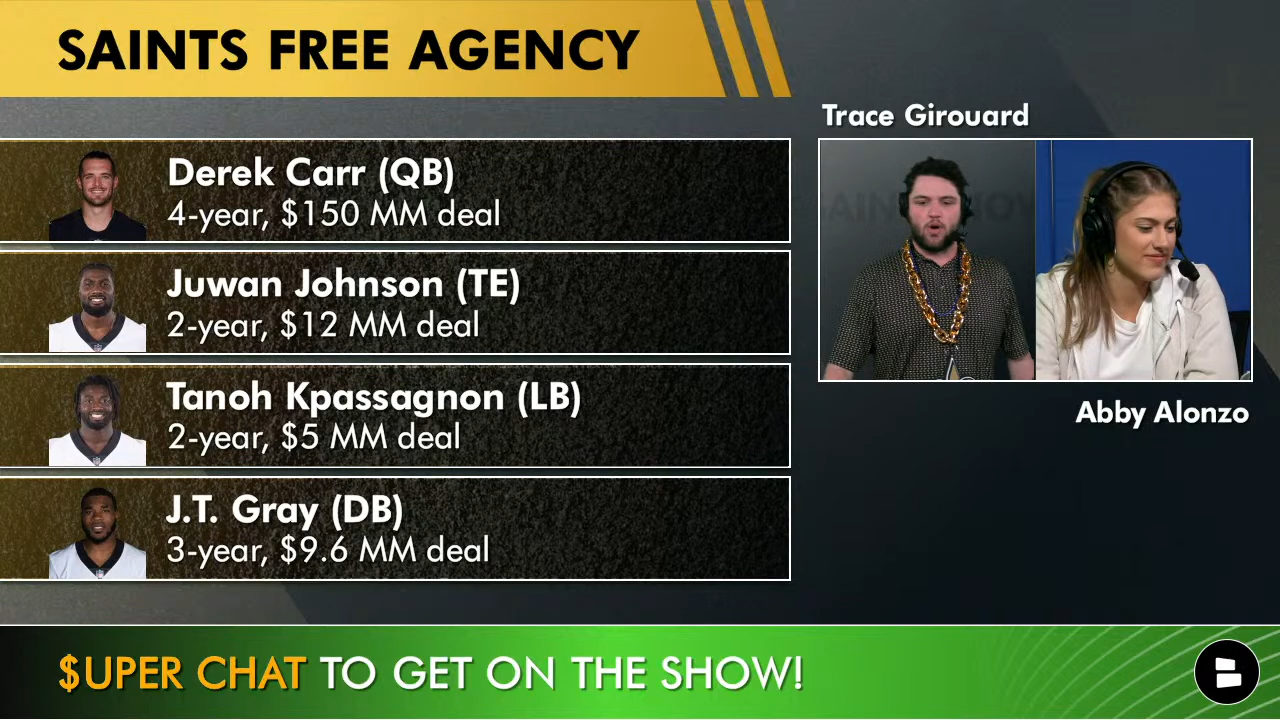 SAINTS FREE AGENCY
Derek Carr (QB)
4-year, $150 MM deal
Juwan Johnson (TE)
2-year, $12 MM deal
Tanoh Kpassagnon (LB)
2-year, $5 MM deal
J.T. Gray (DB)
3-year, $9.6 MM deal
Trace Girouard
Abby Alonzo
$UPER CHAT TO GET ON THE SHOW!